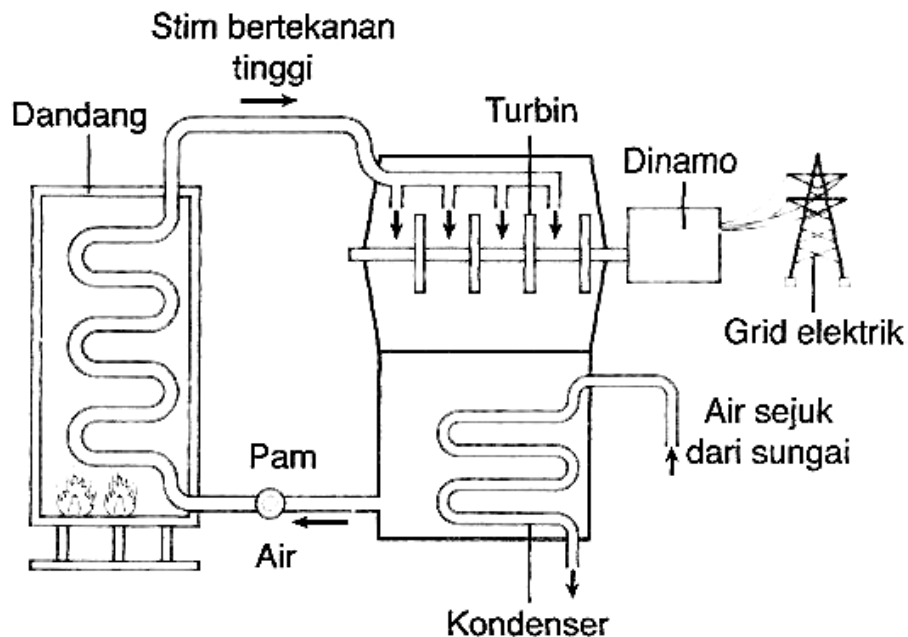 Stim bertekanan
tinggi
Dandang
Turbin
Dinamo
Grid elektrik
Air sejuk
dari sungai
Pam
Air
Kondenser